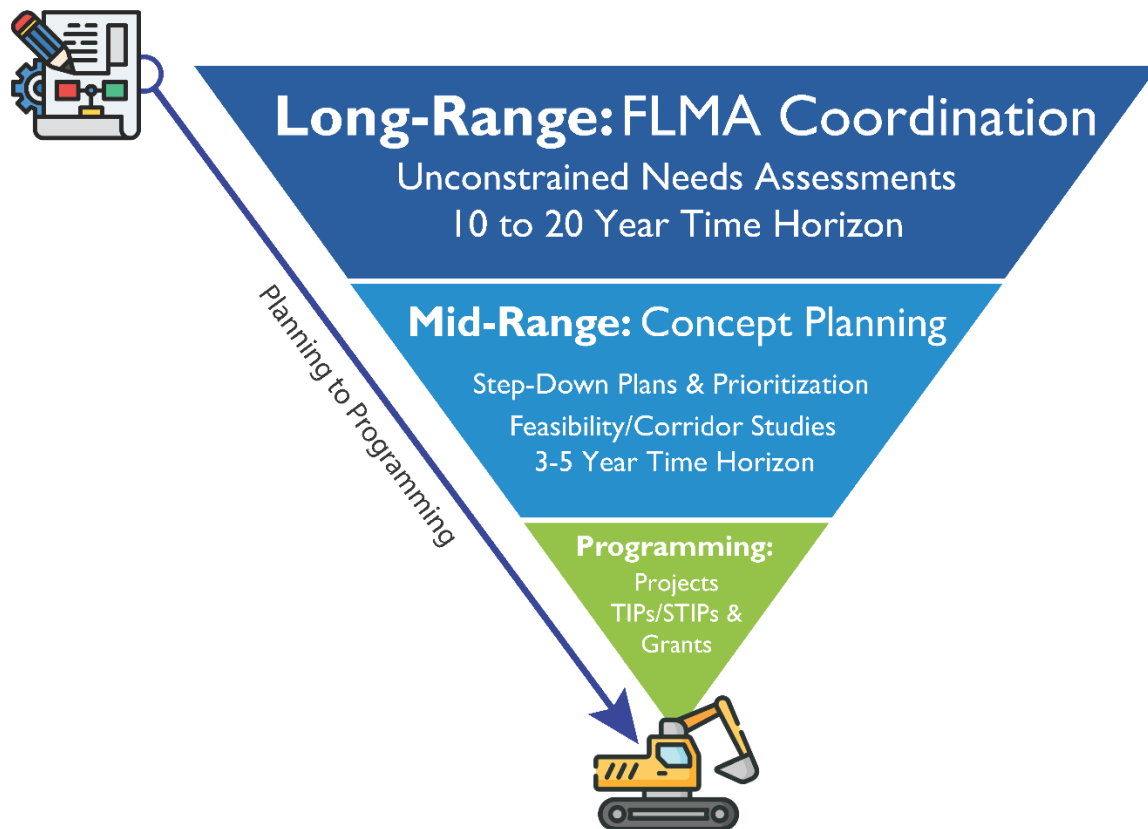 Long-Range: FLMA Coordination
Unconstrained Needs Assessments
10 to 20 Year Time Horizon
Planning to Programming
Mid-Range: Concept Planning
Step-Down Plans & Prioritization
Feasibility/Corridor Studies
3-5 Year Time Horizon
Programming:
Projects
TIPs/STIPs &
Grants